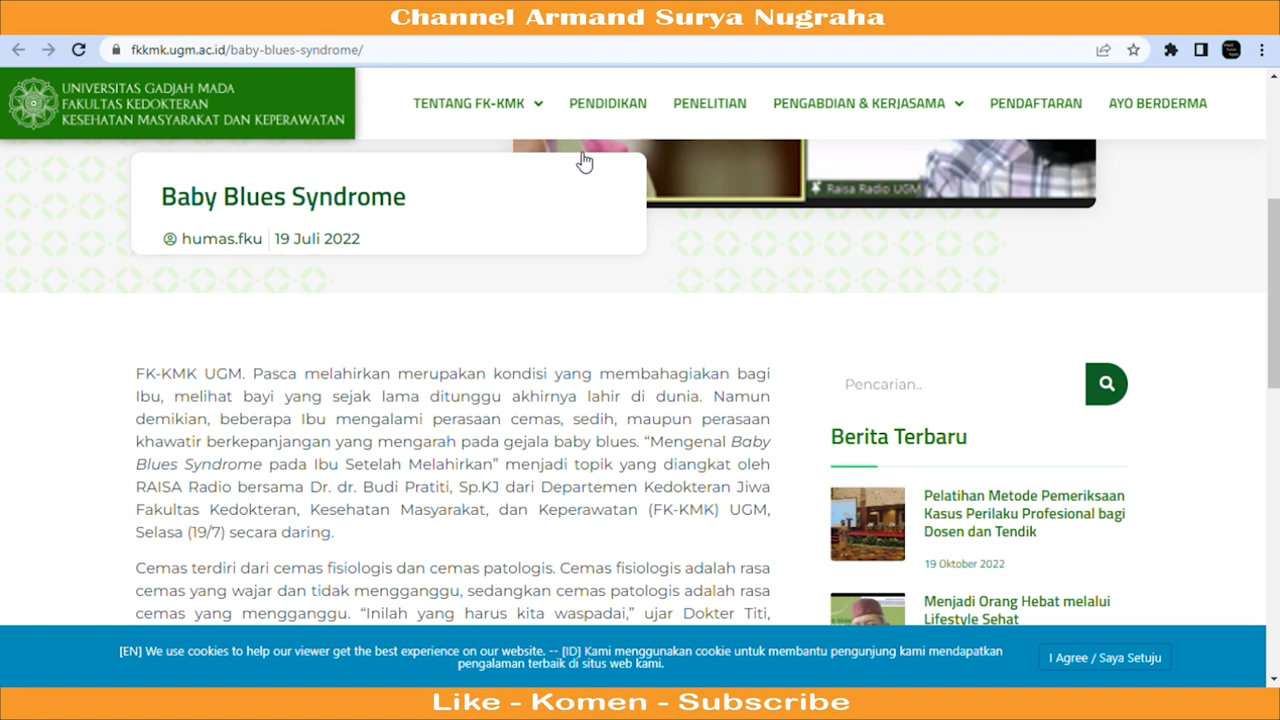 Channel Armand Surya Nugraha
fkkmk.ugm.ac.id/baby-blues-syndrome/
UNIVERSITAS GADJAH MADA
FAKULTAS KEDOKTERAN
KESEHATAN MASYARAKAT DAN KEPERAWATAN
TENTANG FK-KMK PENDIDIKAN PENELITIAN PENGABDIAN & KERJASAMA PENDAFTARAN AYO BERDERMA
Raisa Radio UGM
Baby Blues Syndrome
humas.fku 19 Juli 2022
FK-KMK UGM. Pasca melahirkan merupakan kondisi yang membahagiakan bagi
Ibu, melihat bayi yang sejak lama ditunggu akhirnya lahir di dunia. Namun
demikian, beberapa Ibu mengalami perasaan cemas, sedih, maupun perasaan
khawatir berkepanjangan yang mengarah pada gejala baby blues. “Mengenal Baby
Blues Syndrome pada Ibu Setelah Melahirkan” menjadi topik yang diangkat oleh
RAISA Radio bersama Dr. dr. Budi Pratiti, Sp.KJ dari Departemen Kedokteran Jiwa
Fakultas Kedokteran, Kesehatan Masyarakat, dan Keperawatan (FK-KMK) UGM,
Selasa (19/7) secara daring.
Cemas terdiri dari cemas fisiologis dan cemas patologis. Cemas fisiologis adalah rasa
cemas yang wajar dan tidak mengganggu, sedangkan cemas patologis adalah rasa
cemas yang mengganggu. “Inilah yang harus kita waspadai,” ujar Dokter Titi,
Pencarian..
Berita Terbaru
Pelatihan Metode Pemeriksaan
Kasus Perilaku Profesional bagi
Dosen dan Tendik
19 Oktober 2022
Menjadi Orang Hebat melalui
Lifestyle Sehat
[EN] We use cookies to help our viewer get the best experience on our website. -- [ID] Kami menggunakan cookie untuk membantu pengunjung kami mendapatkan
pengalaman terbaik di situs web kami.
I Agree / Saya Setuju
Like - Komen - Subscribe